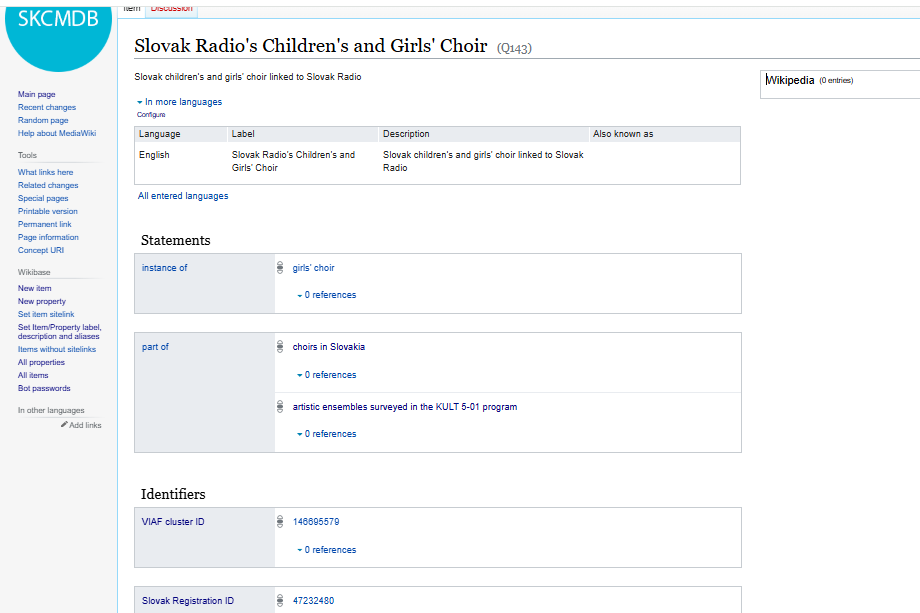 SKCMDB
Item
Discussion
Slovak Radio's Children's and Girls' Choir (Q143)
Slovak children's and girls' choir linked to Slovak Radio
In more languages
Configure
Language Label Description Also known as
English Slovak Radio's Children's and Slovak children's and girls' choir linked to Slovak
Girls' Choir Radio
All entered languages
Wikipedia (0 entries)
Main page
Recent changes
Random page
Help about MediaWiki
Tools
What links here
Related changes
Special pages
Printable version
Permanent link
Page information
Concept URI
Wikibase
New item
New property
Set item sitelink
Set Item/Property label,
description and aliases
Items without sitelinks
All properties
All items
Bot passwords
In other languages
Add links
Statements
instance of
girls' choir
0 references
part of
choirs in Slovakia
0 references
artistic ensembles surveyed in the KULT 5-01 program
0 references
Identifiers
VIAF cluster ID
146695579
0 references
Slovak Registration ID
47232480